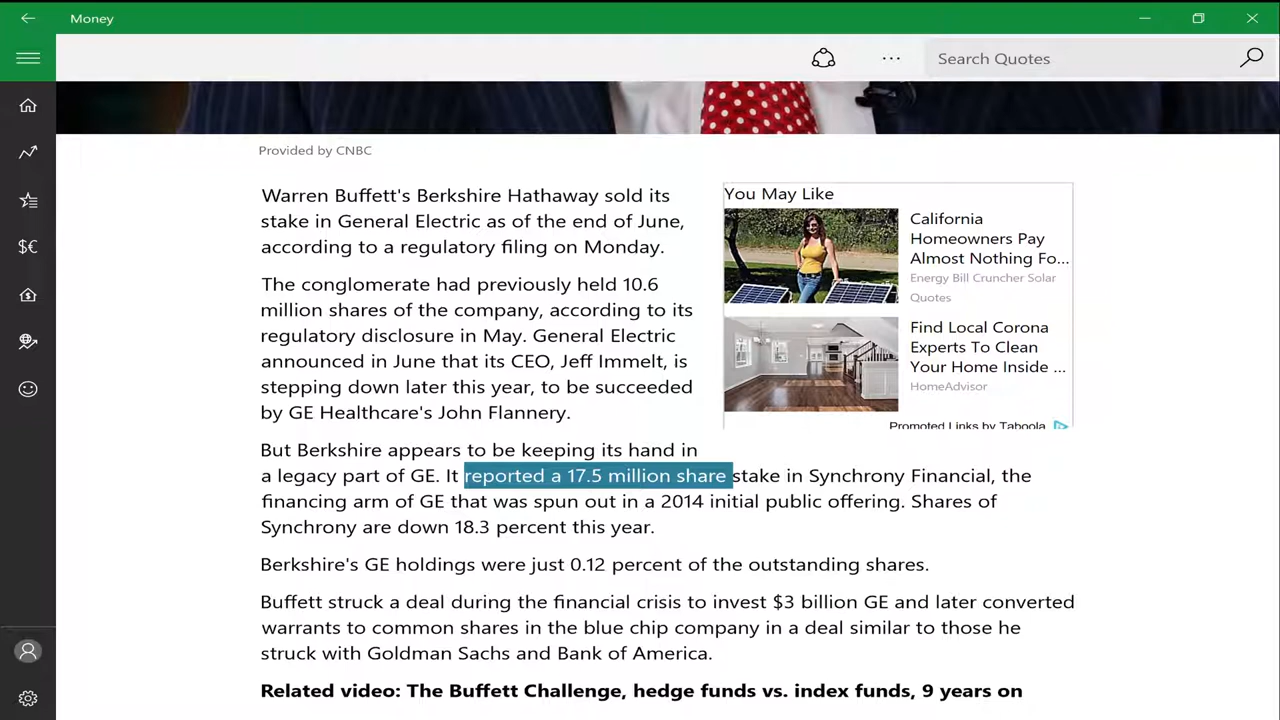 Money
Search Quotes
Provided by CNBC
Warren Buffett's Berkshire Hathaway sold its
stake in General Electric as of the end of June,
according to a regulatory filing on Monday.
The conglomerate had previously held 10.6
million shares of the company, according to its
regulatory disclosure in May. General Electric
announced in June that its CEO, Jeff Immelt, is
stepping down later this year, to be succeeded
by GE Healthcare's John Flannery.
You May Like
California
Homeowners Pay
Almost Nothing Fo...
Energy Bill Cruncher Solar
Quotes
Find Local Corona
Experts To Clean
Your Home Inside ...
HomeAdvisor
Promoted Links by Taboola
But Berkshire appears to be keeping its hand in
a legacy part of GE. It reported a 17.5 million share stake in Synchrony Financial, the
financing arm of GE that was spun out in a 2014 initial public offering. Shares of
Synchrony are down 18.3 percent this year.
Berkshire's GE holdings were just 0.12 percent of the outstanding shares.
Buffett struck a deal during the financial crisis to invest $3 billion GE and later converted
warrants to common shares in the blue chip company in a deal similar to those he
struck with Goldman Sachs and Bank of America.
Related video: The Buffett Challenge, hedge funds vs. index funds, 9 years on